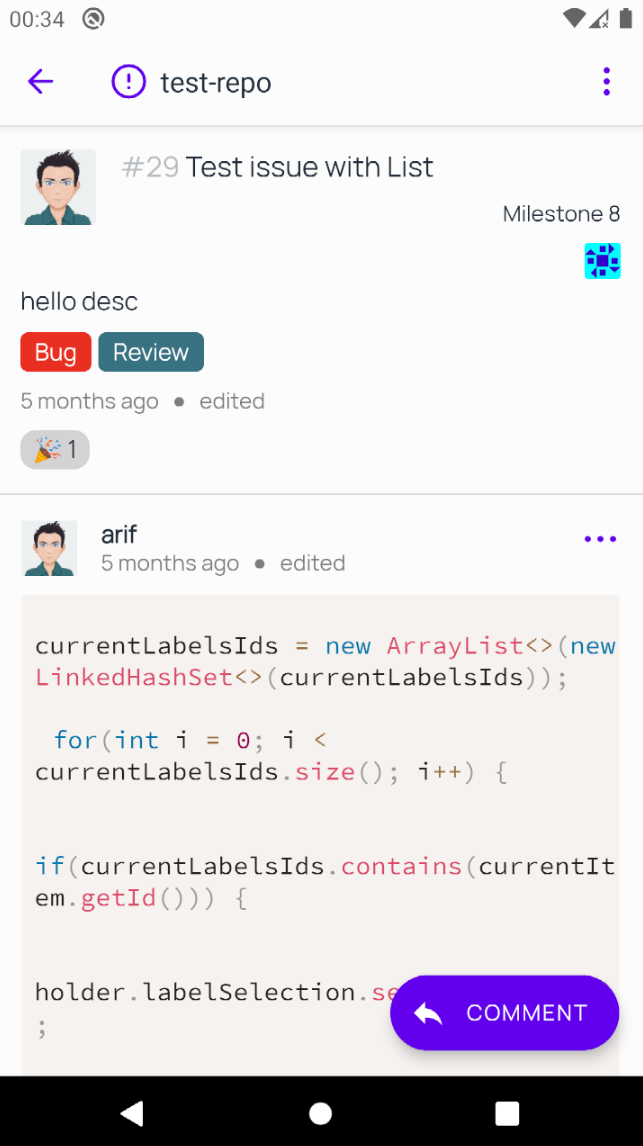 00:34
test-repo
#29 Test issue with List
Milestone 8
hello desc
Bug Review
5 months ago • edited
🎉 1
arif
5 months ago • edited
currentLabelsIds = new ArrayList<>(new
LinkedHashSet<>(currentLabelsIds));
for(int i = 0; i <
currentLabelsIds.size(); i++) {
if(currentLabelsIds.contains(currentIt
em.getId())) {
holder.labelSelection.se
;
COMMENT